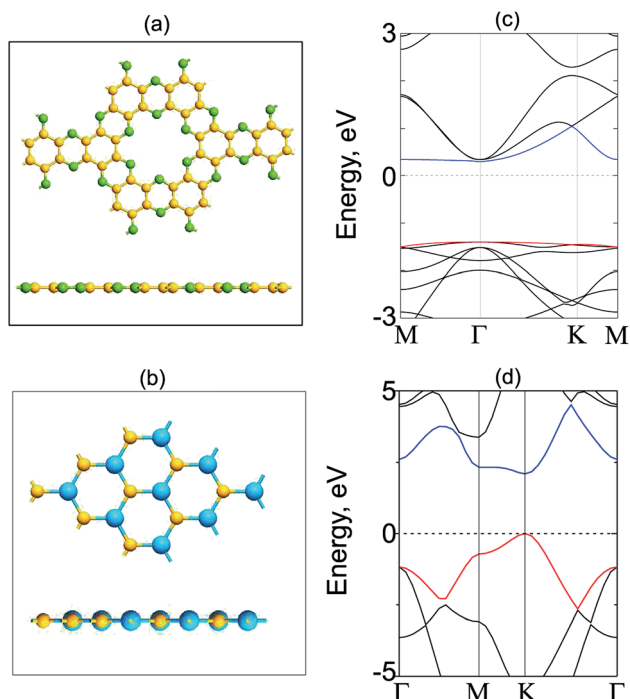 (a)
(c)
Energy, eV
3
0
-3
M Γ K M
(b)
(d)
Energy, eV
5
0
-5
Γ M K Γ